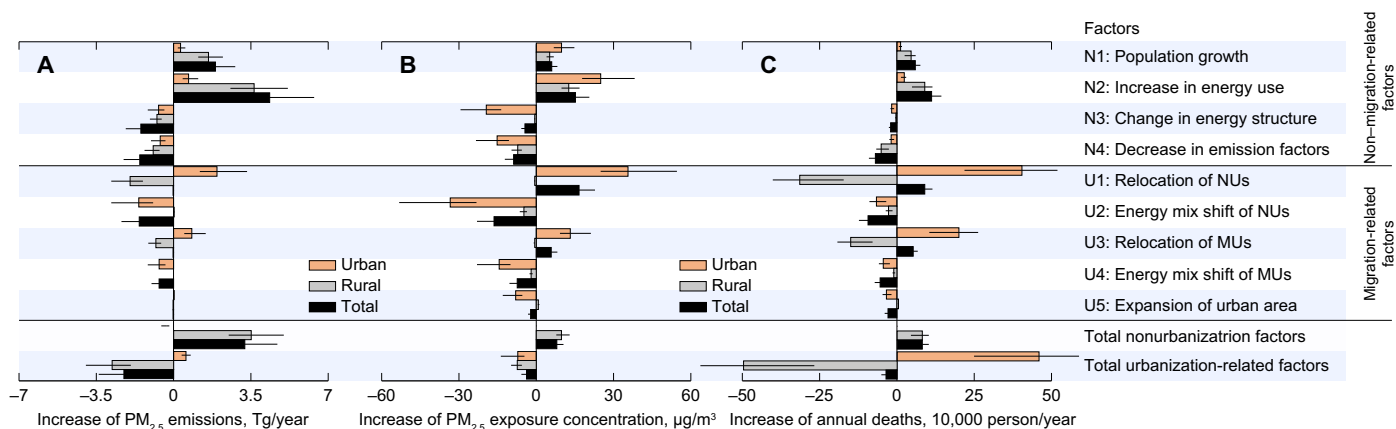 Factors
A
B
C
N1: Population growth
N2: Increase in energy use
N3: Change in energy structure
N4: Decrease in emission factors
Non–migration-related
factors
U1: Relocation of NUs
U2: Energy mix shift of NUs
U3: Relocation of MUs
U4: Energy mix shift of MUs
U5: Expansion of urban area
Migration-related
factors
Urban
Rural
Total
Urban
Rural
Total
Total nonurbanizatrion factors
Total urbanization-related factors
−7 −3.5 0 3.5 7
−60 −30 0 30 60
−50 −25 0 25 50
Increase of PM2.5 emissions, Tg/year
Increase of PM2.5 exposure concentration, μg/m³
Increase of annual deaths, 10,000 person/year